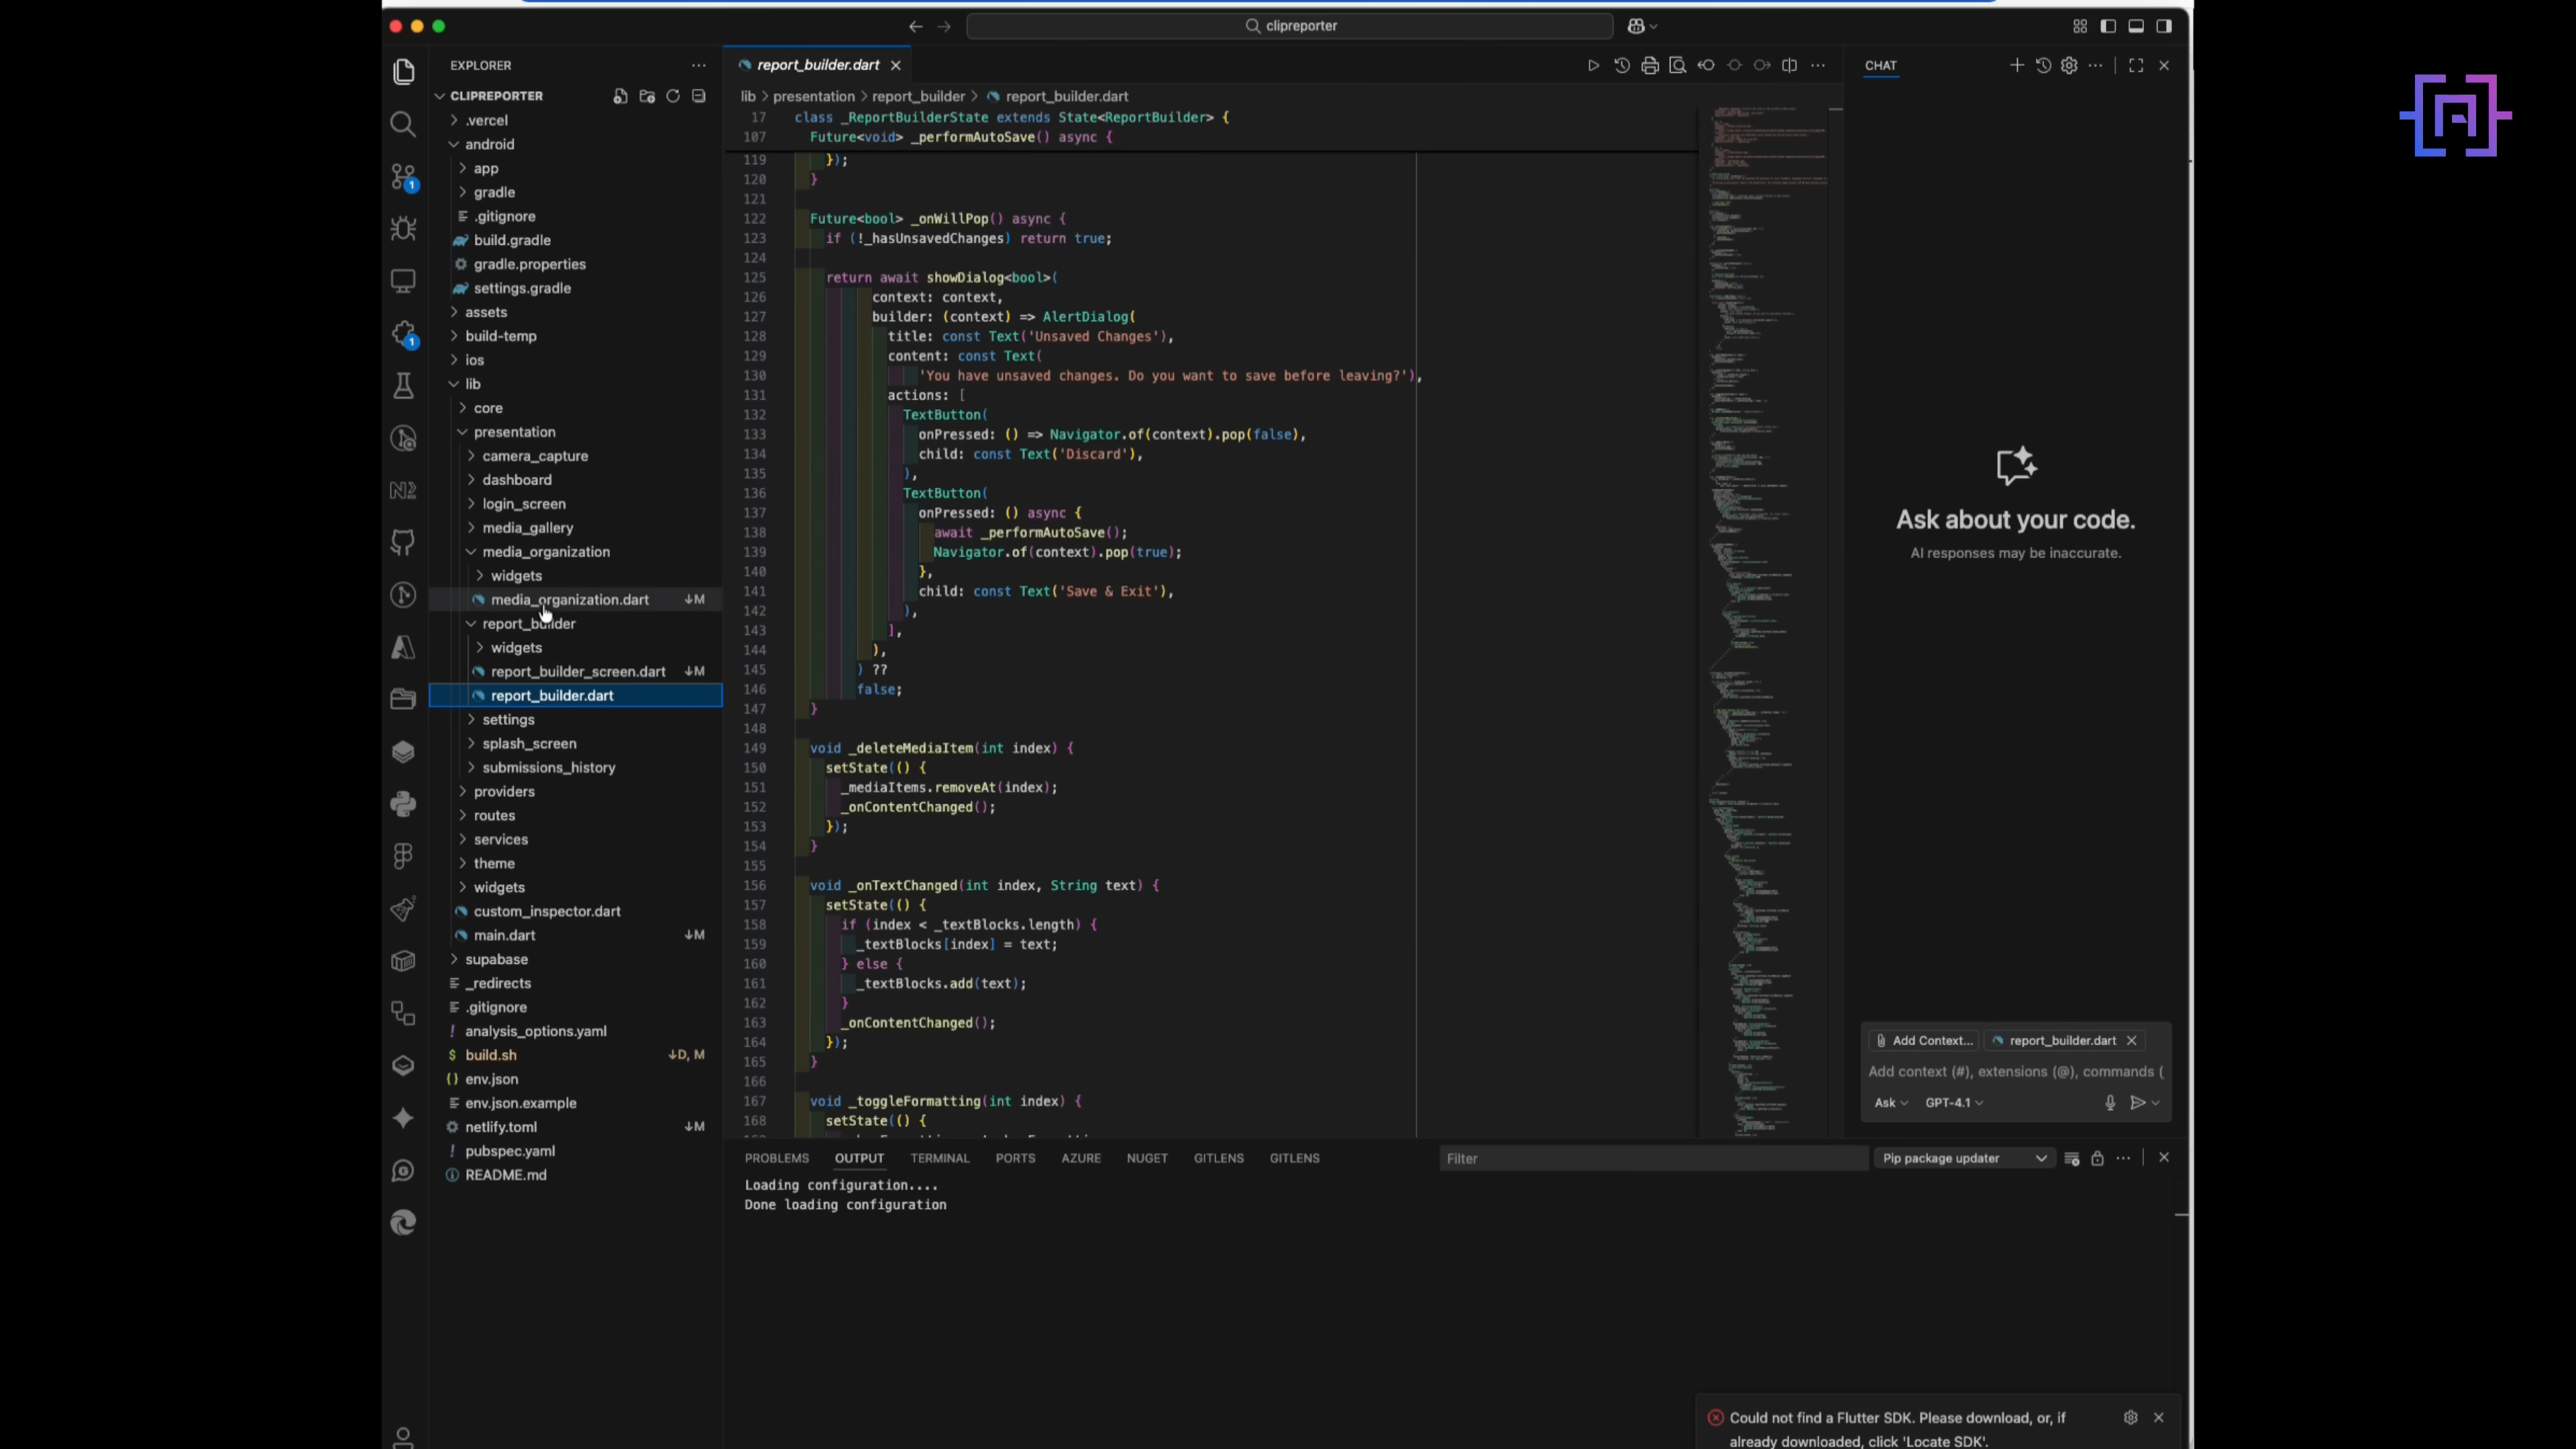 clipreporter
EXPLORER
CLIPREPORTER
.vercel
android
app
gradle
.gitignore
build.gradle
gradle.properties
settings.gradle
assets
build-temp
ios
lib
core
presentation
camera_capture
dashboard
login_screen
media_gallery
media_organization
widgets
media_organization.dart ↓M
report_builder
widgets
report_builder_screen.dart ↓M
report_builder.dart
settings
splash_screen
submissions_history
providers
routes
services
theme
widgets
custom_inspector.dart
main.dart ↓M
supabase
_redirects
.gitignore
analysis_options.yaml
build.sh ↓D, M
env.json
env.json.example
netlify.toml ↓M
pubspec.yaml
README.md
1
1
report_builder.dart
lib > presentation > report_builder > report_builder.dart
17 class _ReportBuilderState extends State<ReportBuilder> {
107 Future<void> _performAutoSave() async {
119 });
120 }
121
122 Future<bool> _onWillPop() async {
123 if (!_hasUnsavedChanges) return true;
124
125 return await showDialog<bool>(
126 context: context,
127 builder: (context) => AlertDialog(
128 title: const Text('Unsaved Changes'),
129 content: const Text(
130 'You have unsaved changes. Do you want to save before leaving?'),
131 actions: [
132 TextButton(
133 onPressed: () => Navigator.of(context).pop(false),
134 child: const Text('Discard'),
135 ),
136 TextButton(
137 onPressed: () async {
138 await _performAutoSave();
139 Navigator.of(context).pop(true);
140 },
141 child: const Text('Save & Exit'),
142 ),
143 ],
144 ),
145 ) ??
146 false;
147 }
148
149 void _deleteMediaItem(int index) {
150 setState(() {
151 _mediaItems.removeAt(index);
152 _onContentChanged();
153 });
154 }
155
156 void _onTextChanged(int index, String text) {
157 setState(() {
158 if (index < _textBlocks.length) {
159 _textBlocks[index] = text;
160 } else {
161 _textBlocks.add(text);
162 }
163 _onContentChanged();
164 });
165 }
166
167 void _toggleFormatting(int index) {
168 setState(() {
CHAT
Ask about your code.
AI responses may be inaccurate.
Add Context... report_builder.dart
Add context (#), extensions (@), commands (
Ask GPT-4.1
PROBLEMS OUTPUT TERMINAL PORTS AZURE NUGET GITLENS GITLENS
Filter
Pip package updater
Loading configuration....
Done loading configuration
Could not find a Flutter SDK. Please download, or, if
already downloaded, click 'Locate SDK'.